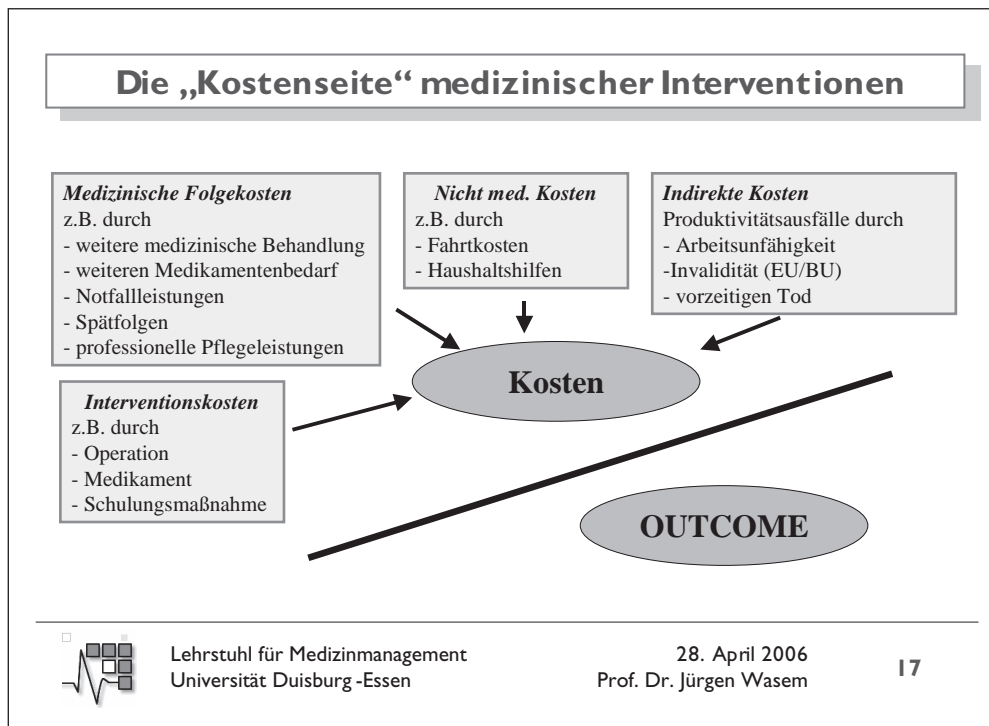 Die „Kostenseite“ medizinischer Interventionen
Medizinische Folgekosten
z.B. durch
- weitere medizinische Behandlung
- weiteren Medikamentenbedarf
- Notfallleistungen
- Spätfolgen
- professionelle Pflegeleistungen
Nicht med. Kosten
z.B. durch
- Fahrtkosten
- Haushaltshilfen
Indirekte Kosten
Produktivitätsausfälle durch
- Arbeitsunfähigkeit
-Invalidität (EU/BU)
- vorzeitigen Tod
Interventionskosten
z.B. durch
- Operation
- Medikament
- Schulungsmaßnahme
Kosten
OUTCOME
Lehrstuhl für Medizinmanagement
Universität Duisburg -Essen
28. April 2006
Prof. Dr. Jürgen Wasem
17